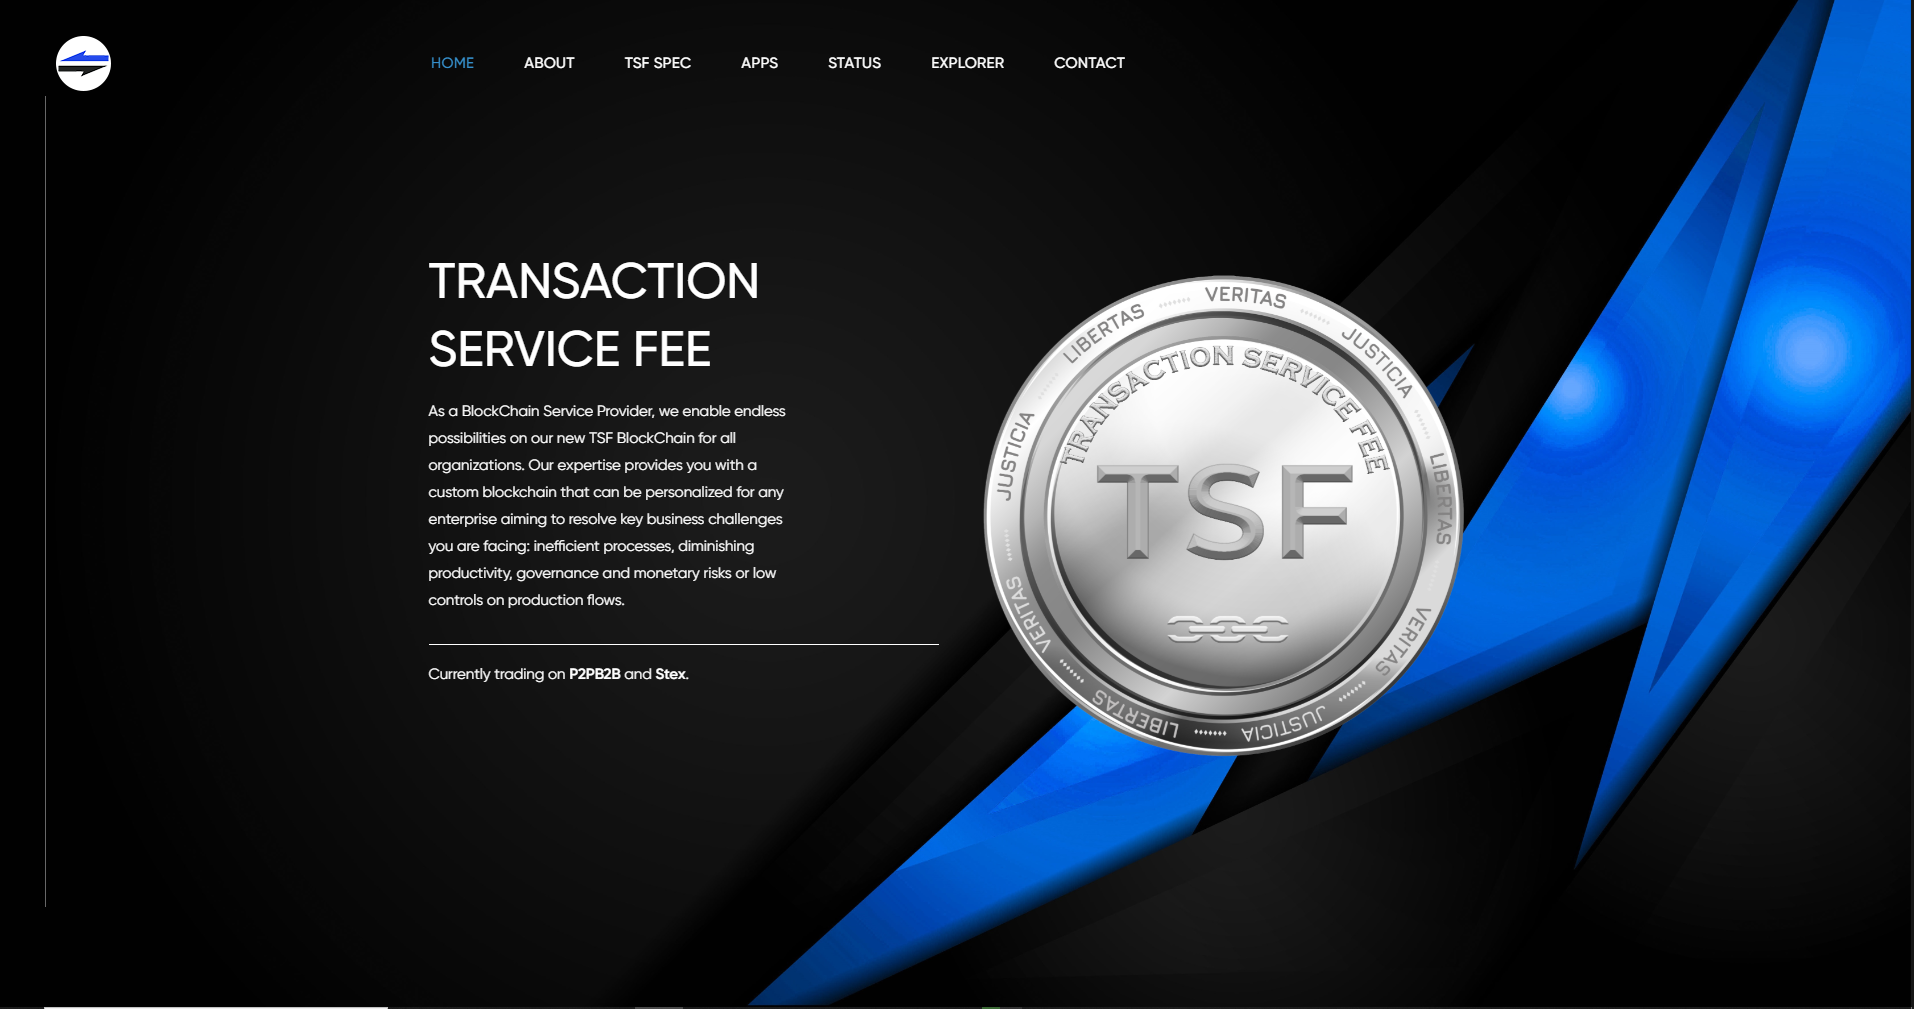 HOME ABOUT TSF SPEC APPS STATUS EXPLORER CONTACT
TRANSACTION
SERVICE FEE
As a BlockChain Service Provider, we enable endless
possibilities on our new TSF BlockChain for all
organizations. Our expertise provides you with a
custom blockchain that can be personalized for any
enterprise aiming to resolve key business challenges
you are facing: inefficient processes, diminishing
productivity, governance and monetary risks or low
controls on production flows.
Currently trading on P2PB2B and Stex.
VERITAS
JUSTICIA
LIBERTAS
VERITAS
JUSTICIA
LIBERTAS
VERITAS
JUSTICIA
LIBERTAS
TRANSACTION SERVICE FEE
TSF